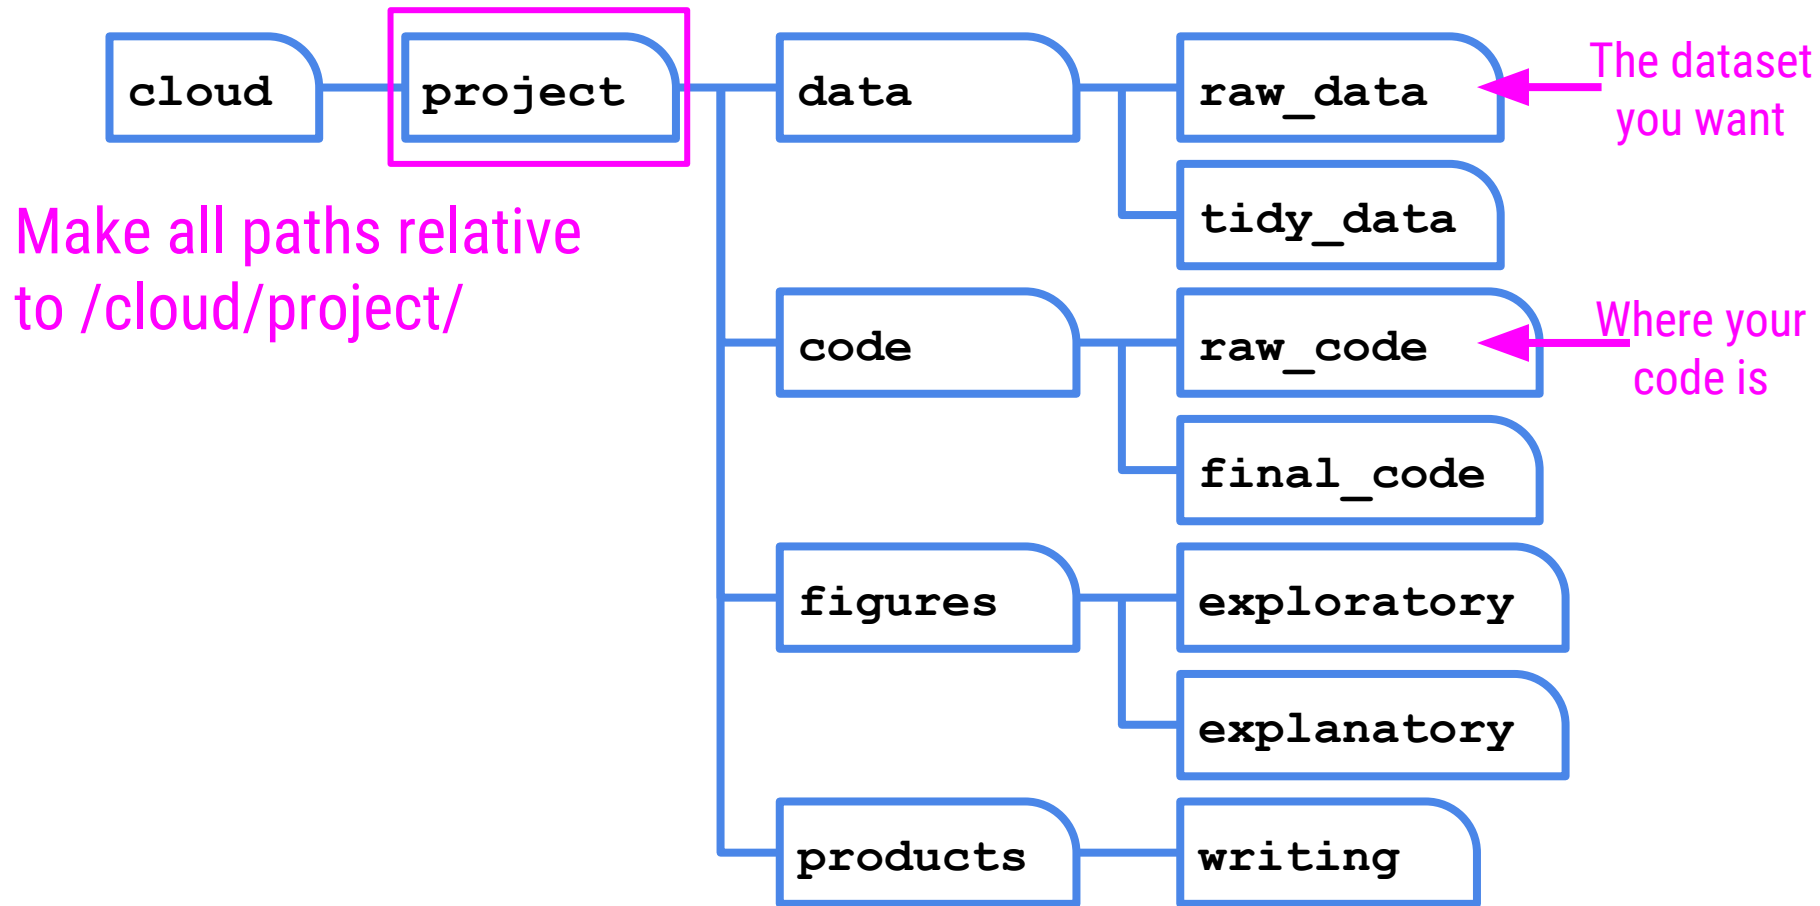 cloud
project
data
raw_data
The dataset
you want
tidy_data
Make all paths relative
to /cloud/project/
code
raw_code
Where your
code is
final_code
figures
exploratory
explanatory
products
writing